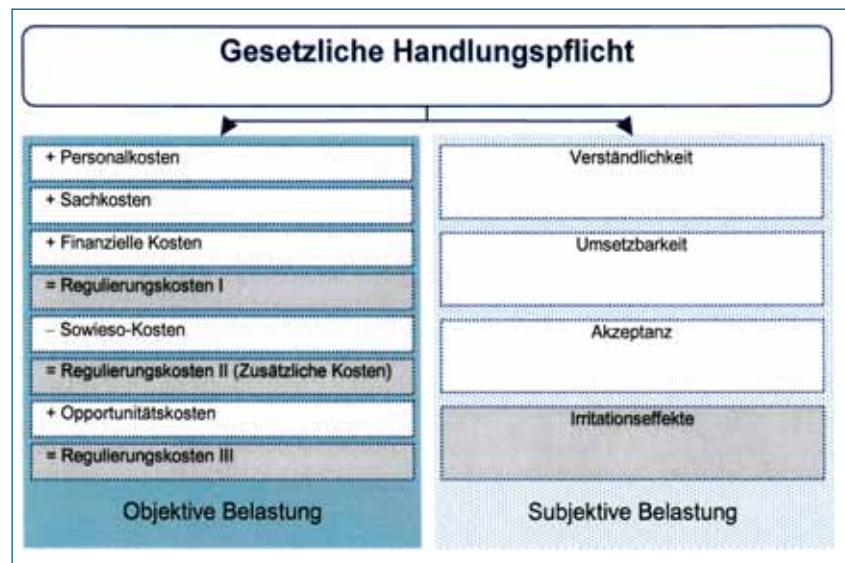 Gesetzliche Handlungspflicht
+ Personalkosten
+ Sachkosten
+ Finanzielle Kosten
= Regulierungskosten I
– Sowieso-Kosten
= Regulierungskosten II (Zusätzliche Kosten)
+ Opportunitätskosten
= Regulierungskosten III
Objektive Belastung
Verständlichkeit
Umsetzbarkeit
Akzeptanz
Irritationseffekte
Subjektive Belastung